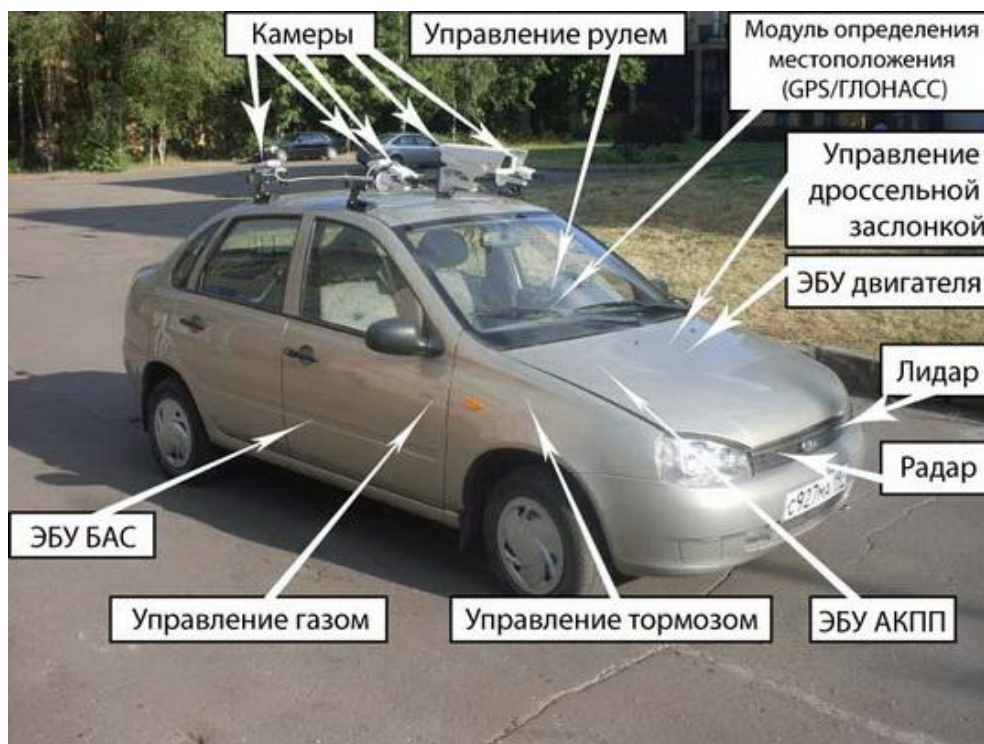 Камеры
Управление рулем
Модуль определения
местоположения
(GPS/ГЛОНАСС)
Управление
дроссельной
заслонкой
ЭБУ двигателя
Лидар
Радар
ЭБУ БАС
Управление газом
Управление тормозом
ЭБУ АКПП